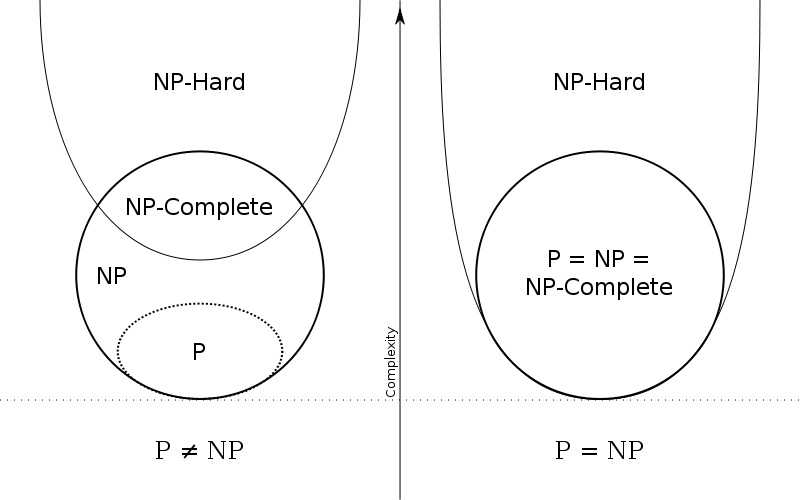 NP-Hard
NP-Complete
NP
P
P ≠ NP
Complexity
NP-Hard
P = NP =
NP-Complete
P = NP